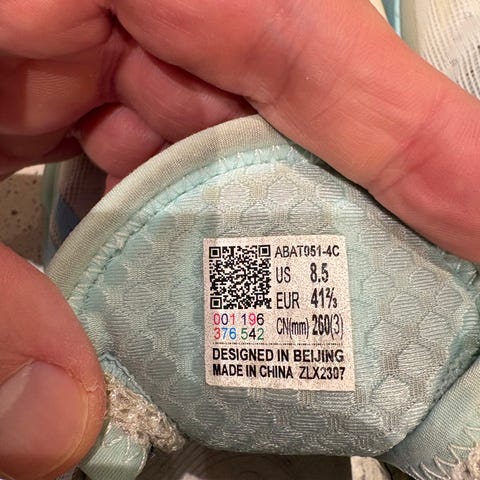 ABAT051-4C
US 8.5
EUR 41⅔
CN(mm) 260(3)
001 196
376 542
DESIGNED IN BEIJING
MADE IN CHINA ZLX2307